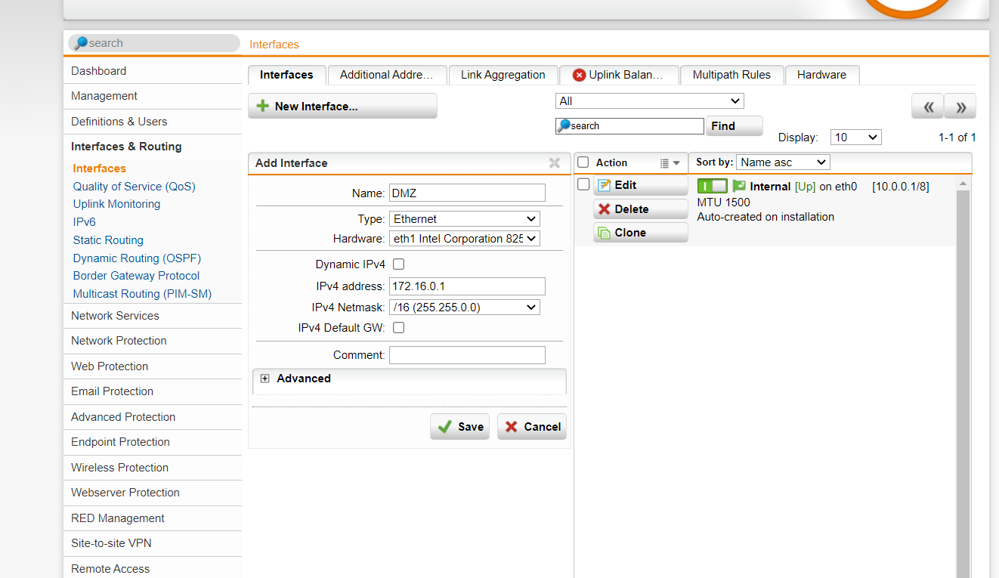 search
Interfaces
Dashboard
Management
Definitions & Users
Interfaces & Routing
Interfaces
Quality of Service (QoS)
Uplink Monitoring
IPv6
Static Routing
Dynamic Routing (OSPF)
Border Gateway Protocol
Multicast Routing (PIM-SM)
Network Services
Network Protection
Web Protection
Email Protection
Advanced Protection
Endpoint Protection
Wireless Protection
Webserver Protection
RED Management
Site-to-site VPN
Remote Access
Interfaces Additional Addre... Link Aggregation Uplink Balan... Multipath Rules Hardware
New Interface...
All
search Find
Display: 10 1-1 of 1
Add Interface
Name: DMZ
Type: Ethernet
Hardware: eth1 Intel Corporation 825
Dynamic IPv4
IPv4 address: 172.16.0.1
IPv4 Netmask: /16 (255.255.0.0)
IPv4 Default GW:
Comment:
Advanced
Save Cancel
Action Sort by: Name asc
Edit
Delete
Clone
Internal [Up] on eth0 [10.0.0.1/8]
MTU 1500
Auto-created on installation